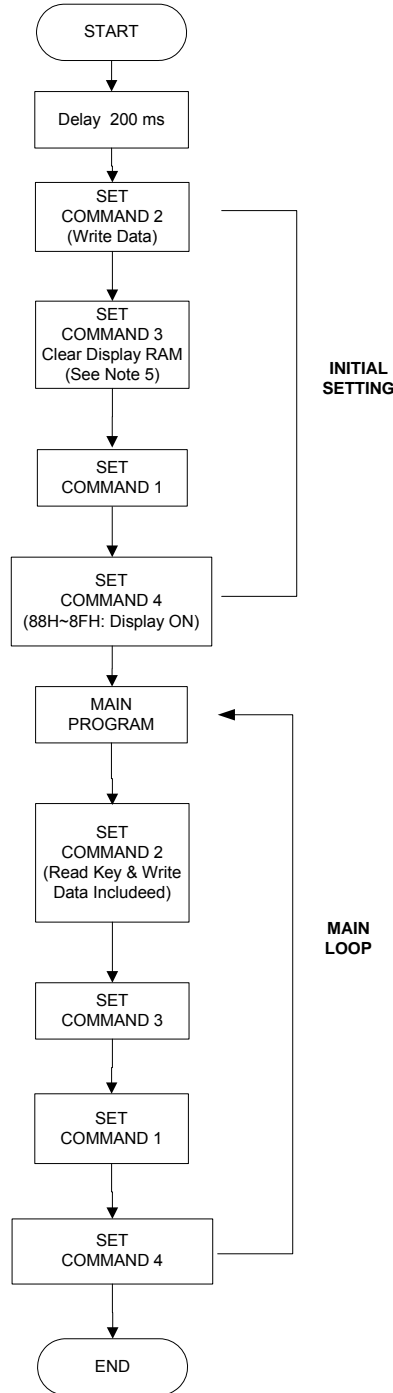 START
Delay 200 ms
SET
COMMAND 2
(Write Data)
SET
COMMAND 3
Clear Display RAM
(See Note 5)
INITIAL
SETTING
SET
COMMAND 1
SET
COMMAND 4
(88H~8FH: Display ON)
MAIN
PROGRAM
SET
COMMAND 2
(Read Key & Write
Data Includeed)
MAIN
LOOP
SET
COMMAND 3
SET
COMMAND 1
SET
COMMAND 4
END